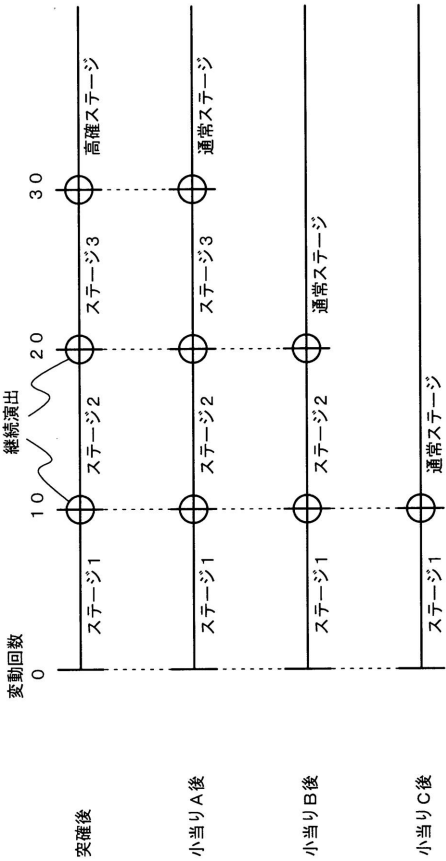 継続演出
変動回数
0
10
20
30
突確後
ステージ1
ステージ2
ステージ3
高確ステージ
小当りA後
ステージ1
ステージ2
ステージ3
通常ステージ
小当りB後
ステージ1
ステージ2
通常ステージ
小当りC後
ステージ1
通常ステージ